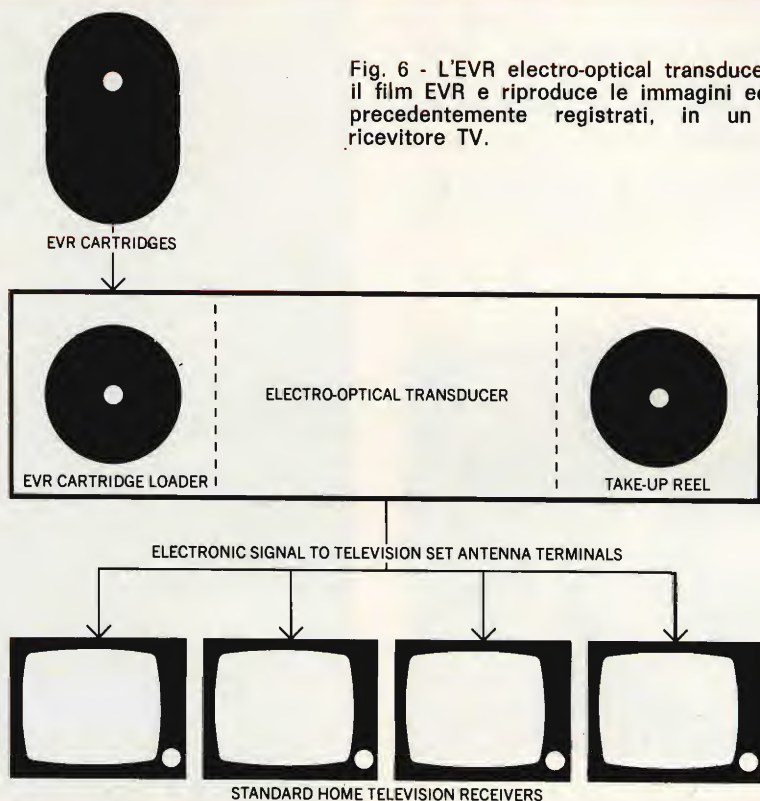 Fig. 6 - L'EVR electro-optical transduce
il film EVR e riproduce le immagini e
precedentemente registrati, in un
ricevitore TV.
EVR CARTRIDGES
ELECTRO-OPTICAL TRANSDUCER
EVR CARTRIDGE LOADER
TAKE-UP REEL
ELECTRONIC SIGNAL TO TELEVISION SET ANTENNA TERMINALS
STANDARD HOME TELEVISION RECEIVERS